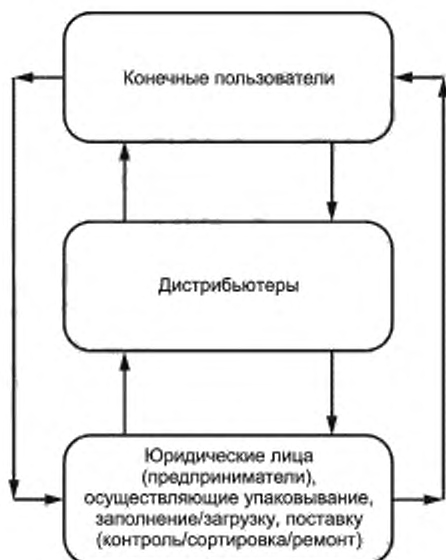 Конечные пользователи
Дистрибьютеры
Юридические лица
(предприниматели),
осуществляющие упаковывание,
заполнение/загрузку, поставку
(контроль/сортировка/ремонт)